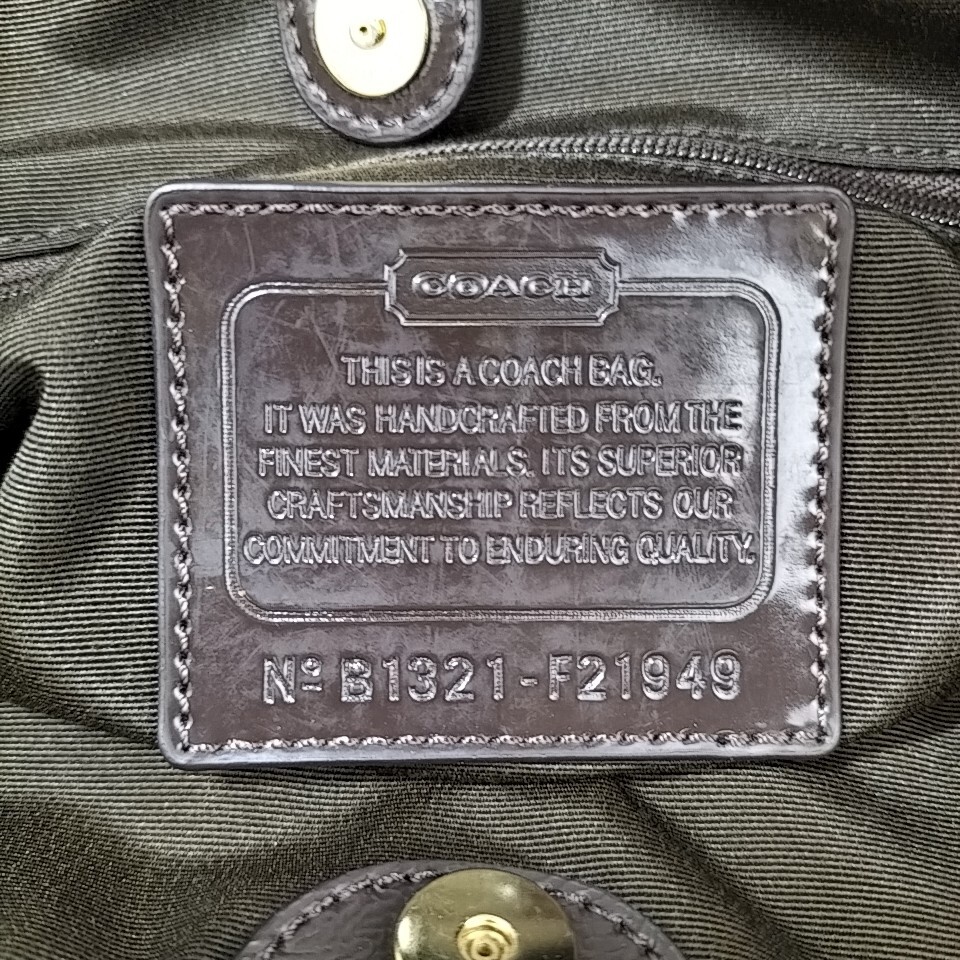 COACH
THIS IS A COACH BAG.
IT WAS HANDCRAFTED FROM THE
FINEST MATERIALS. ITS SUPERIOR
CRAFTSMANSHIP REFLECTS OUR
COMMITMENT TO ENDURING QUALITY.
Nº B1321-F21949